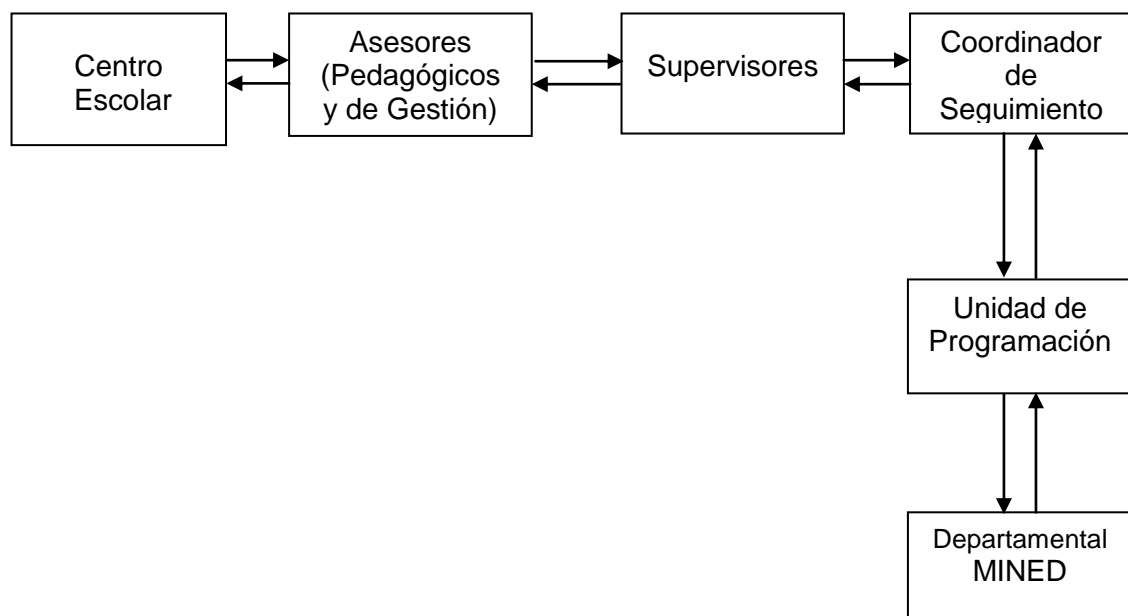 Centro
Escolar
Asesores
(Pedagógicos
y de Gestión)
Supervisores
Coordinador
de
Seguimiento
Unidad de
Programación
Departamental
MINED